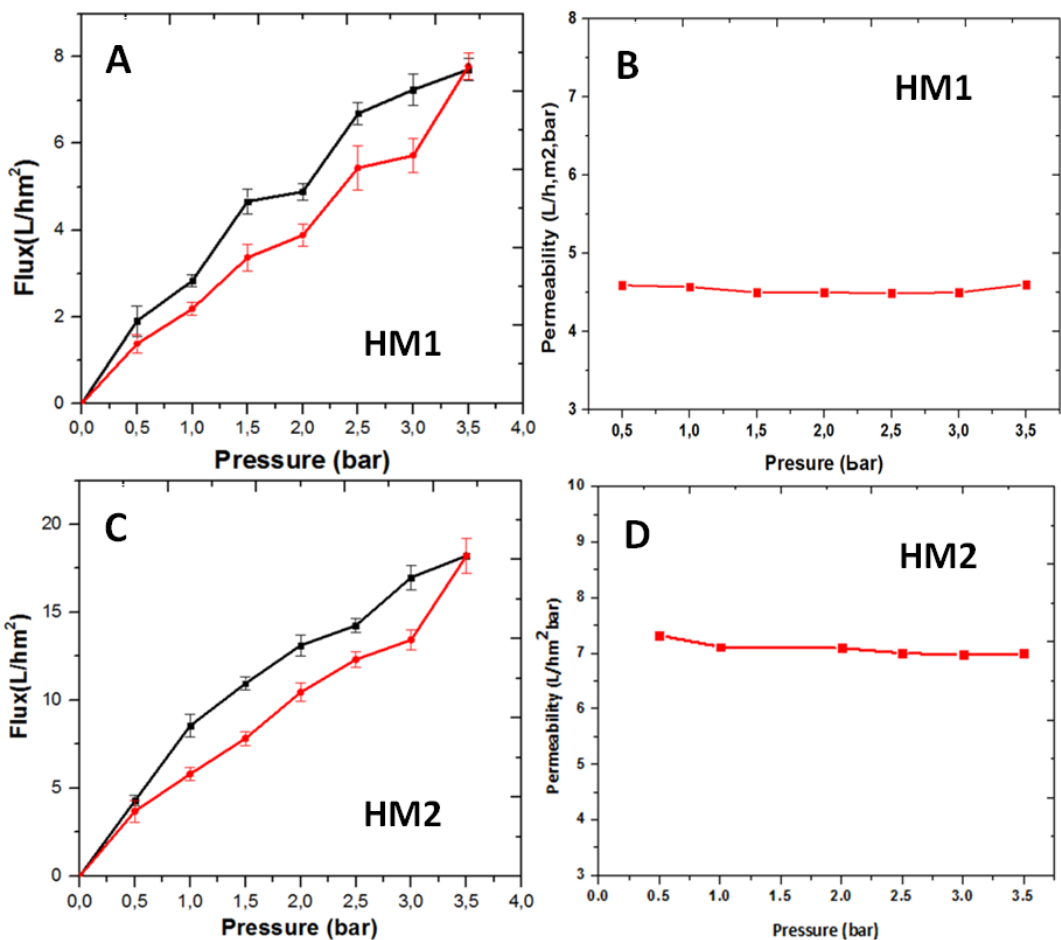 A
Flux(L/hm²)
8
6
4
2
0
HM1
0,0 0,5 1,0 1,5 2,0 2,5 3,0 3,5 4,0
Pressure (bar)
B
HM1
Permeability (L/h,m2,bar)
8
7
6
5
4
3
0,5 1,0 1,5 2,0 2,5 3,0 3,5
Presure (bar)
C
Flux(L/hm²)
20
15
10
5
0
HM2
0,0 0,5 1,0 1,5 2,0 2,5 3,0 3,5 4,0
Pressure (bar)
D
HM2
Permeability (L/hm²bar)
10
9
8
7
6
5
4
3
0.0 0.5 1.0 2.0 2.5 3.0 3.5
Pressure (bar)